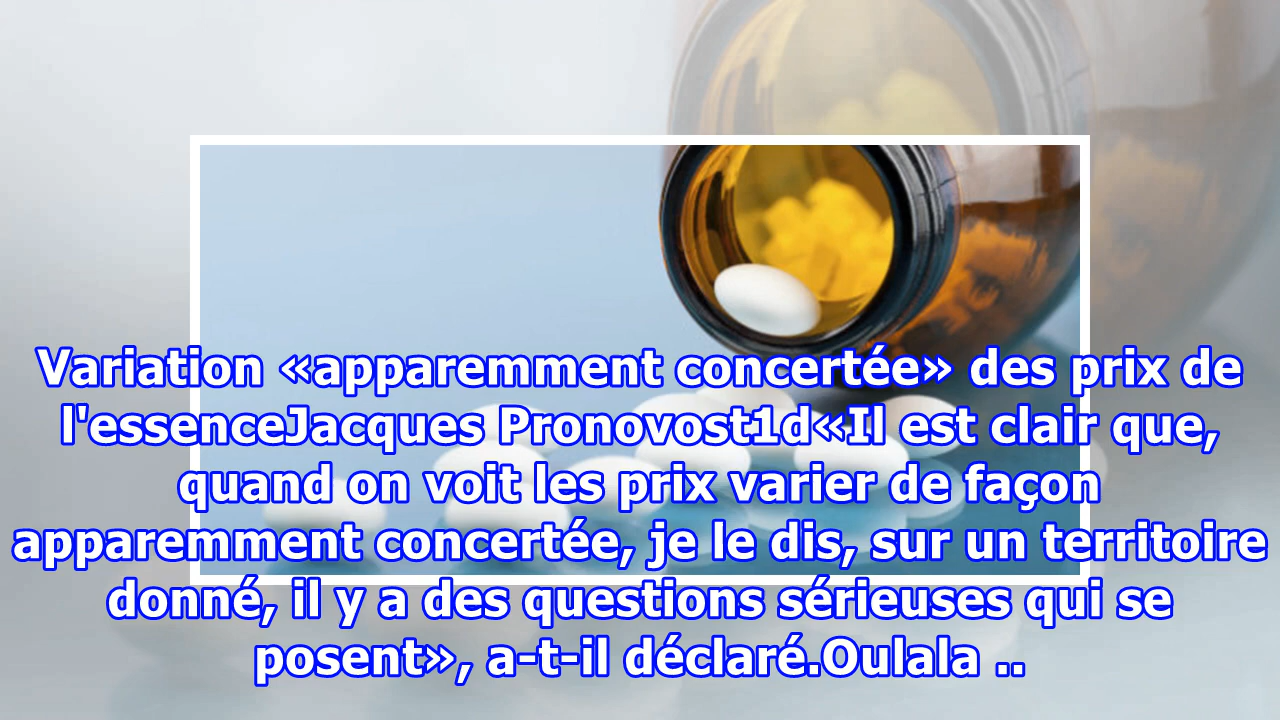 Variation «apparemment concertée» des prix de
l'essenceJacques Pronovost1d«Il est clair que,
quand on voit les prix varier de façon
apparemment concertée, je le dis, sur un territoire
donné, il y a des questions sérieuses qui se
posent», a-t-il déclaré.Oulala ..